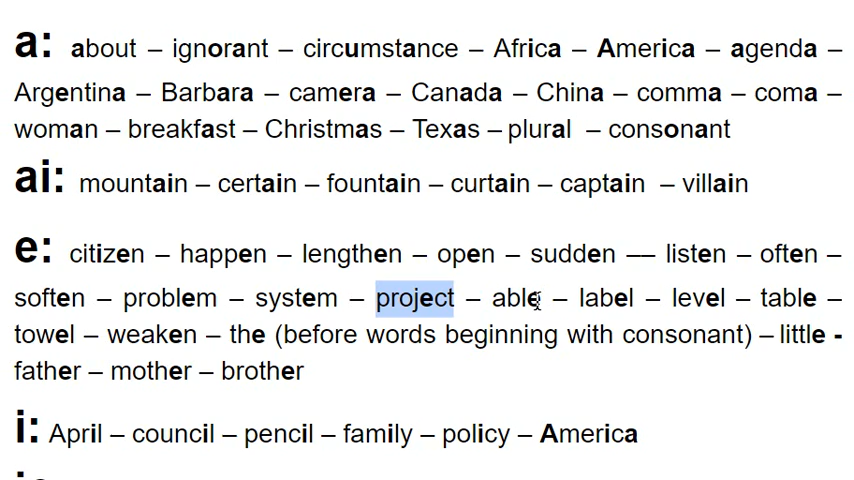 a: about – ignorant – circumstance – Africa – America – agenda –
Argentina – Barbara – camera – Canada – China – comma – coma –
woman – breakfast – Christmas – Texas – plural – consonant
ai: mountain – certain – fountain – curtain – captain – villain
e: citizen – happen – lengthen – open – sudden –– listen – often –
soften – problem – system – project – able – label – level – table –
towel – weaken – the (before words beginning with consonant) – little -
father – mother – brother
i: April – council – pencil – family – policy – America